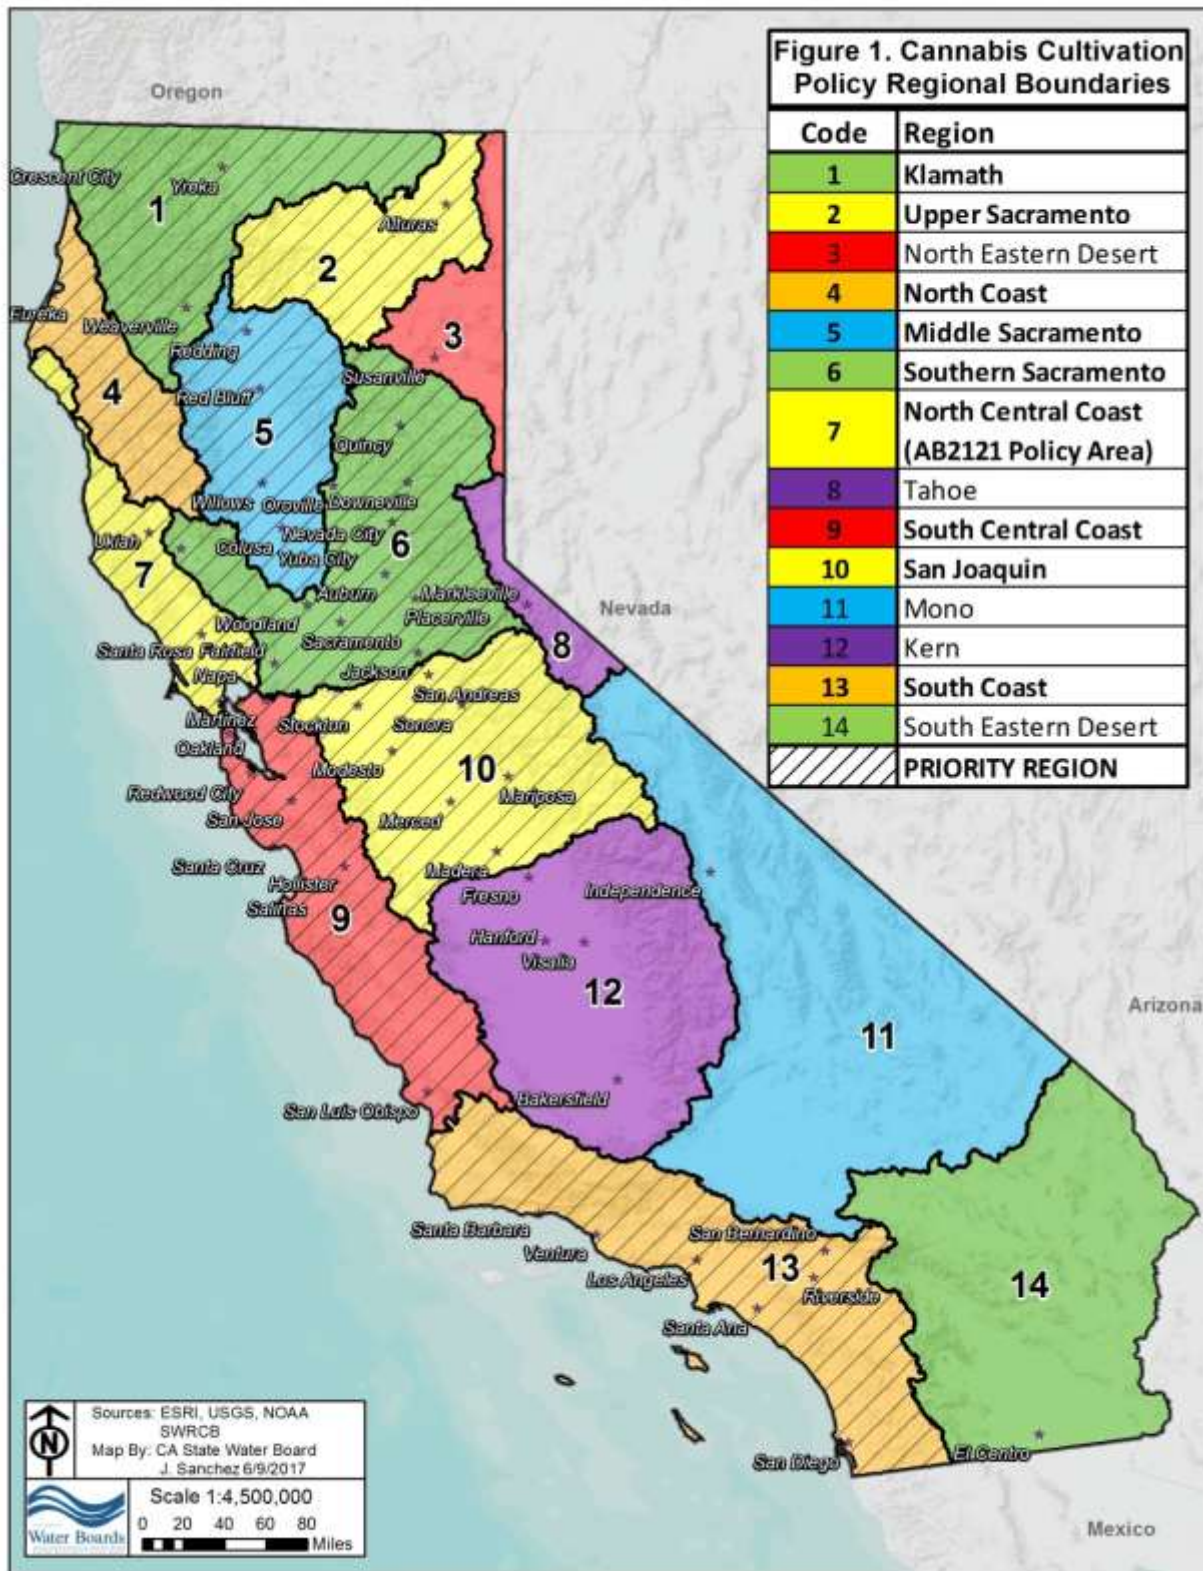 Figure 1. Cannabis Cultivation
Policy Regional Boundaries
Code Region
1 Klamath
2 Upper Sacramento
3 North Eastern Desert
4 North Coast
5 Middle Sacramento
6 Southern Sacramento
7 North Central Coast
(AB2121 Policy Area)
8 Tahoe
9 South Central Coast
10 San Joaquin
11 Mono
12 Kern
13 South Coast
14 South Eastern Desert
PRIORITY REGION
Oregon
Crescent City
Yreka
1
Alturas
2
Eureka
Weaverville
Redding
3
Susanville
Red Bluff
4
5
Quincy
Willows
Oroville
Downieville
Nevada City
Ukiah
Colusa
Yuba City
6
7
Auburn
Markleeville
Nevada
Woodland
Placerville
Sacramento
8
Santa Rosa
Fairfield
Jackson
Napa
San Andreas
Martinez
Stockton
Sonora
Oakland
Modesto
10
Redwood City
Mariposa
San Jose
Merced
Santa Cruz
Madera
Hollister
Fresno
Independence
Salinas
9
Hanford
Visalia
12
Arizona
11
Bakersfield
San Luis Obispo
Santa Barbara
San Bernardino
Ventura
13
Los Angeles
Riverside
14
Santa Ana
San Diego
El Centro
Mexico
N
Sources: ESRI, USGS, NOAA
SWRCB
Map By: CA State Water Board
J. Sanchez 6/9/2017
Water Boards
Scale 1:4,500,000
0 20 40 60 80
Miles